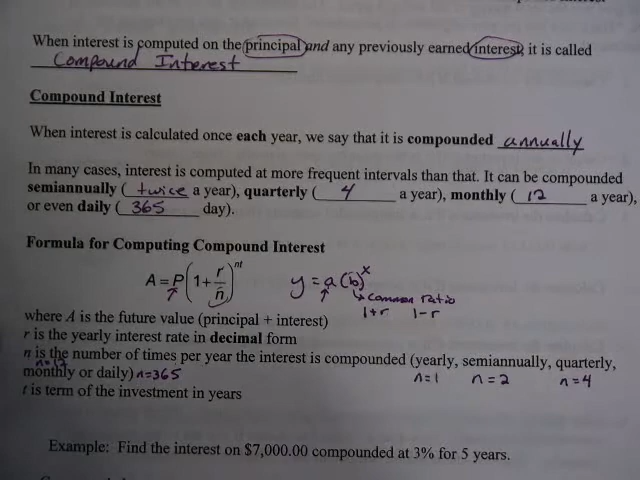 When interest is computed on the principal and any previously earned interest, it is called
Compound Interest
Compound Interest
When interest is calculated once each year, we say that it is compounded annually
In many cases, interest is computed at more frequent intervals than that. It can be compounded
semiannually ( twice a year), quarterly ( 4 a year), monthly ( 12 a year),
or even daily ( 365 day).
Formula for Computing Compound Interest
A = P(1 + r/n)^nt y = a(b)^x
common ratio
1+r 1-r
where A is the future value (principal + interest)
r is the yearly interest rate in decimal form
n is the number of times per year the interest is compounded (yearly, semiannually, quarterly,
n=12
monthly or daily) n=365 n=1 n=2 n=4
t is term of the investment in years
Example: Find the interest on $7,000.00 compounded at 3% for 5 years.